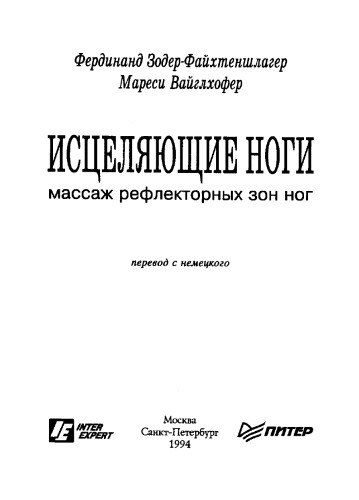 Фердинанд Зодер-Файхтеншлагер
Мареси Вайглхофер
ИСЦЕЛЯЮЩИЕ НОГИ
массаж рефлекторных зон ног
перевод с немецкого
IE INTER
EXPERT
Москва
Санкт-Петербург
1994
ПИТЕР